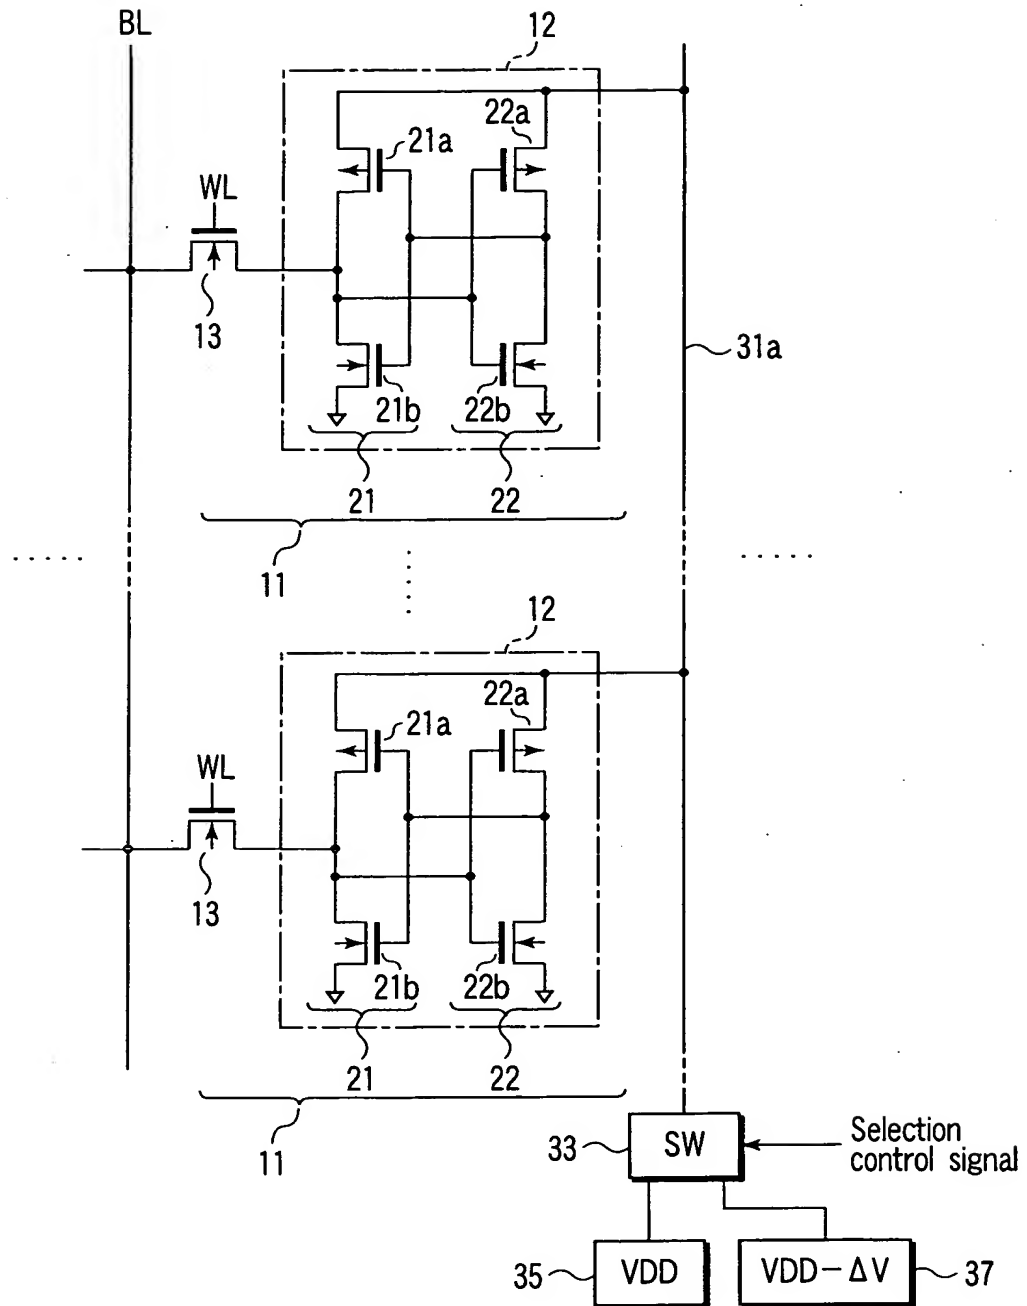 BL
12
22a
21a
WL
13
31a
21b
22b
21
22
11
12
22a
21a
WL
13
21b
22b
21
22
11
33
SW
Selection
control signal
35
VDD
VDD−ΔV
37